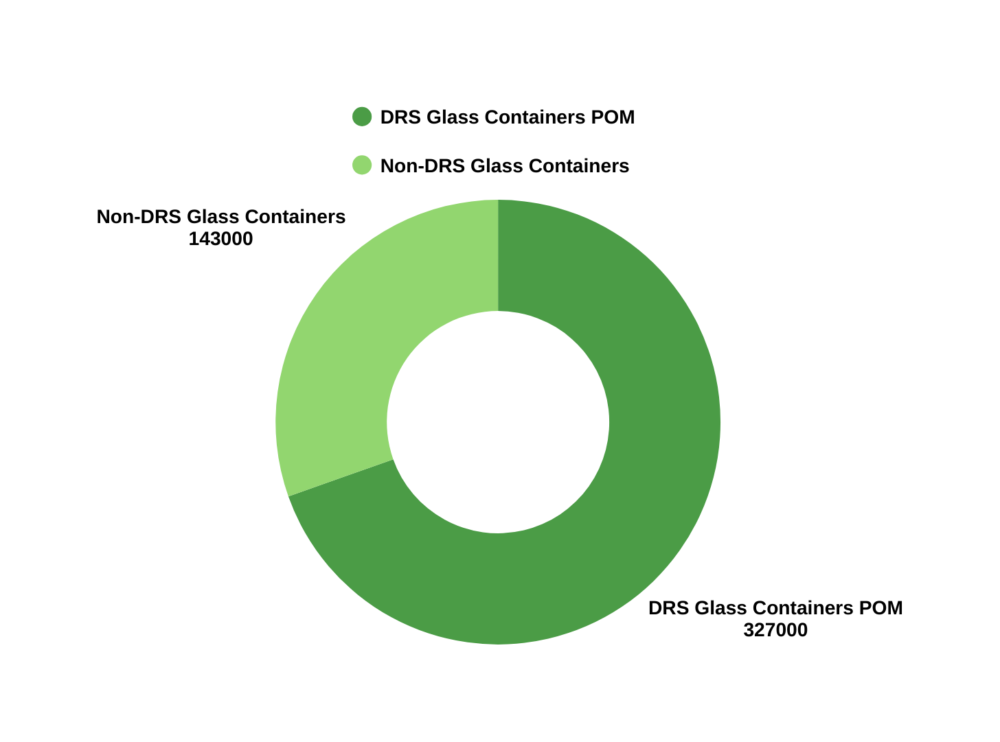 DRS Glass Containers POM
Non-DRS Glass Containers
Non-DRS Glass Containers
143000
DRS Glass Containers POM
327000